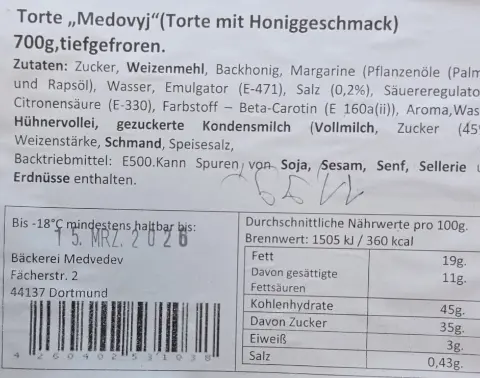 Torte „Medovyj“(Torte mit Honiggeschmack)
700g,tiefgefroren.
Zutaten: Zucker, Weizenmehl, Backhonig, Margarine (Pflanzenöle (Palm
und Rapsöl), Wasser, Emulgator (E-471), Salz (0,2%), Säureregulato
Citronensäure (E-330), Farbstoff – Beta-Carotin (E 160a(ii)), Aroma,Was
Hühnervollei, gezuckerte Kondensmilch (Vollmilch, Zucker (45%
Weizenstärke, Schmand, Speisesalz,
Backtriebmittel: E500.Kann Spuren von Soja, Sesam, Senf, Sellerie u
Erdnüsse enthalten.
Bis -18°C mindestens haltbar bis:
15. MRZ. 2026
Bäckerei Medvedev
Fächerstr. 2
44137 Dortmund
4 260402 531038
Durchschnittliche Nährwerte pro 100g.
Brennwert: 1505 kJ / 360 kcal
Fett 19g.
Davon gesättigte 11g.
Fettsäuren
Kohlenhydrate 45g.
Davon Zucker 35g.
Eiweiß 3g.
Salz 0,43g.